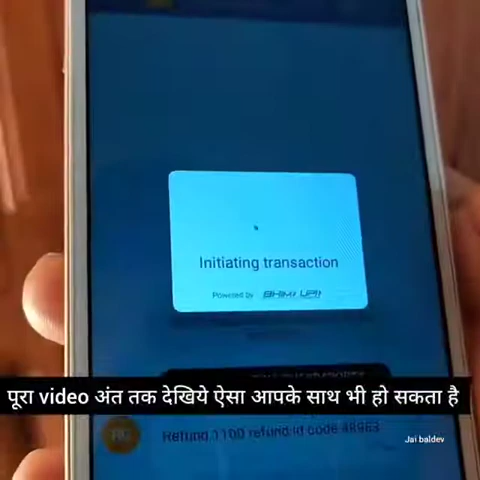 Initiating transaction
Powered by BHIM UPI
पूरा video अंत तक देखिये ऐसा आपके साथ भी हो सकता है
Refund 1100 refund id code
Jai baldev